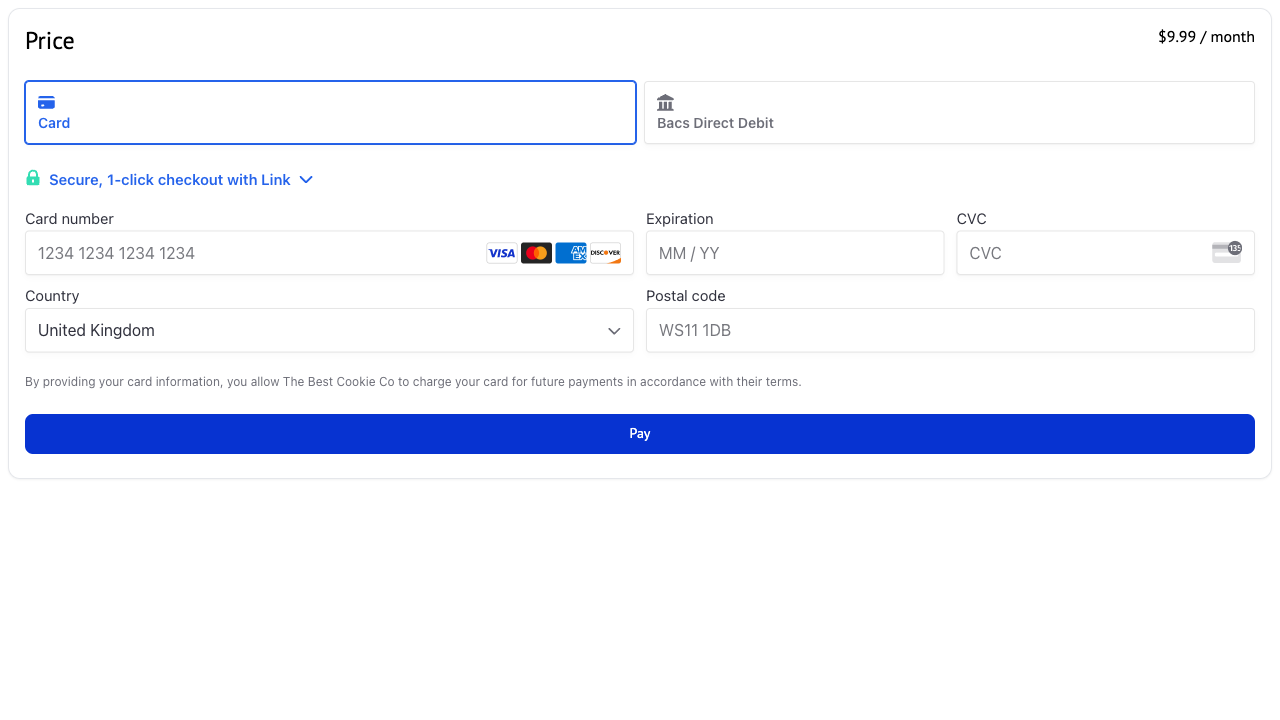 Price
$9.99 / month
Card
Bacs Direct Debit
Secure, 1-click checkout with Link
Card number
Expiration
CVC
1234 1234 1234 1234
VISA
AM EX
DISCOVER
MM / YY
CVC
135
Country
Postal code
United Kingdom
WS11 1DB
By providing your card information, you allow The Best Cookie Co to charge your card for future payments in accordance with their terms.
Pay